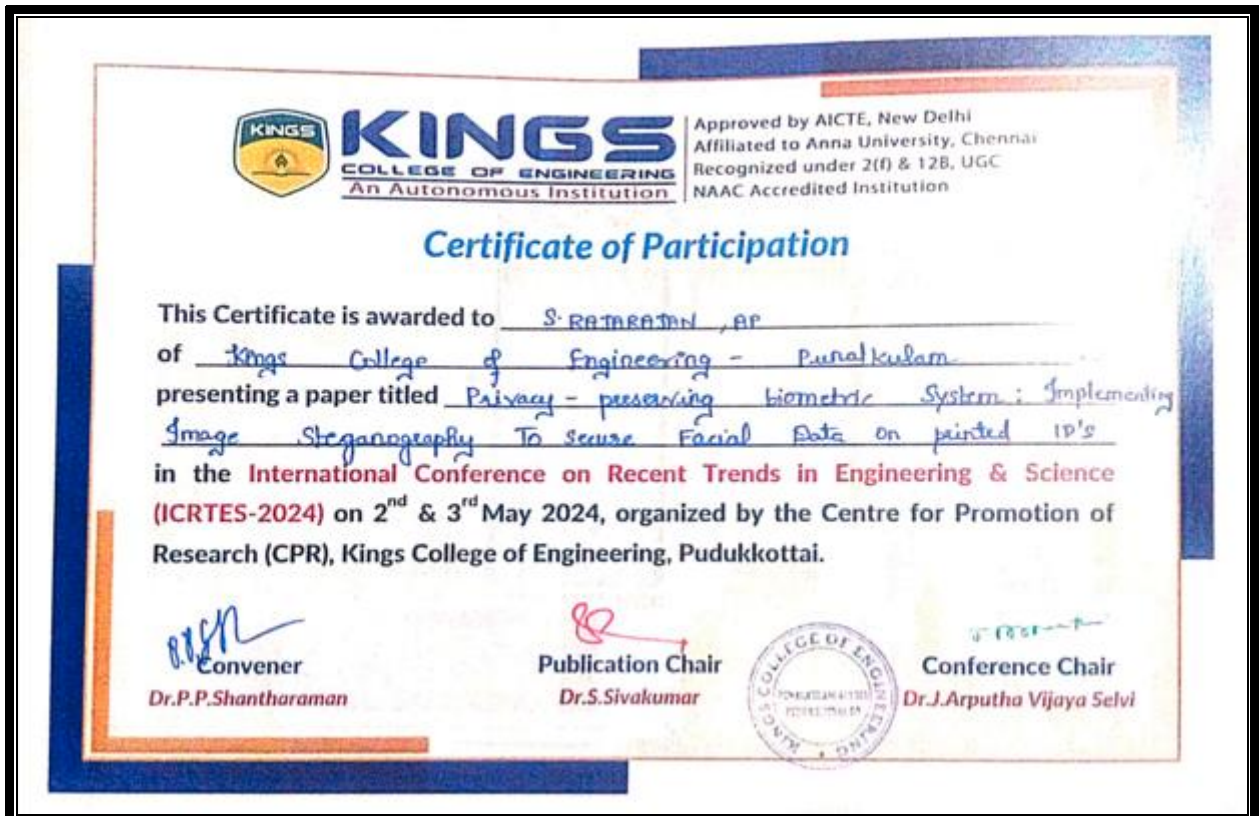 KINGS
KINGS
COLLEGE OF ENGINEERING
An Autonomous Institution
Approved by AICTE, New Delhi
Affiliated to Anna University, Chennai
Recognized under 2(f) & 12B, UGC
NAAC Accredited Institution
Certificate of Participation
This Certificate is awarded to S. RAJARAJAN, AP
of Kings College of Engineering - Punalkulam
presenting a paper titled Privacy - preserving biometric System : Implementing
Image Steganography To Secure Facial Data on printed ID's
in the International Conference on Recent Trends in Engineering & Science
(ICRTES-2024) on 2nd & 3rd May 2024, organized by the Centre for Promotion of
Research (CPR), Kings College of Engineering, Pudukkottai.
Convener
Dr.P.P.Shantharaman
Publication Chair
Dr.S.Sivakumar
KINGS COLLEGE OF ENGINEERING
Conference Chair
Dr.J.Arputha Vijaya Selvi